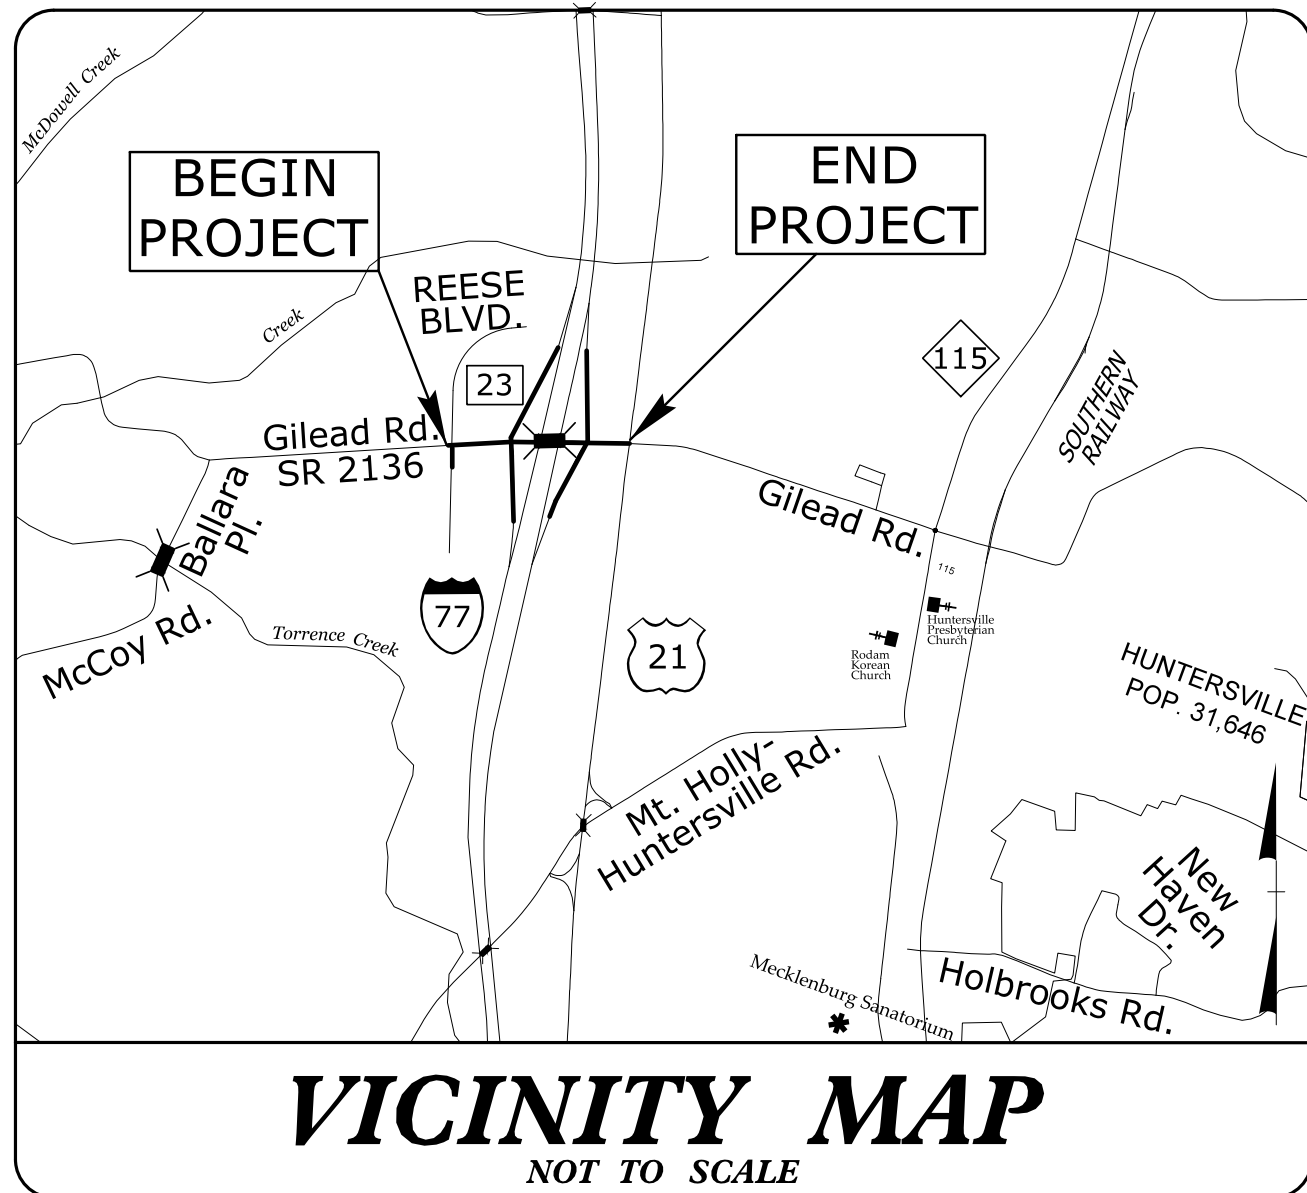 McDowell Creek
BEGIN
PROJECT
END
PROJECT
REESE
BLVD.
Creek
23
115
SOUTHERN
RAILWAY
Gilead Rd.
SR 2136
Ballara
Pl.
Gilead Rd.
115
77
21
McCoy Rd.
Torrence Creek
Huntersville
Presbyterian
Church
Rodam
Korean
Church
HUNTERSVILLE
POP. 31,646
Mt. Holly-
Huntersville Rd.
New
Haven
Dr.
Mecklenburg Sanatorium
Holbrooks Rd.
VICINITY MAP
NOT TO SCALE